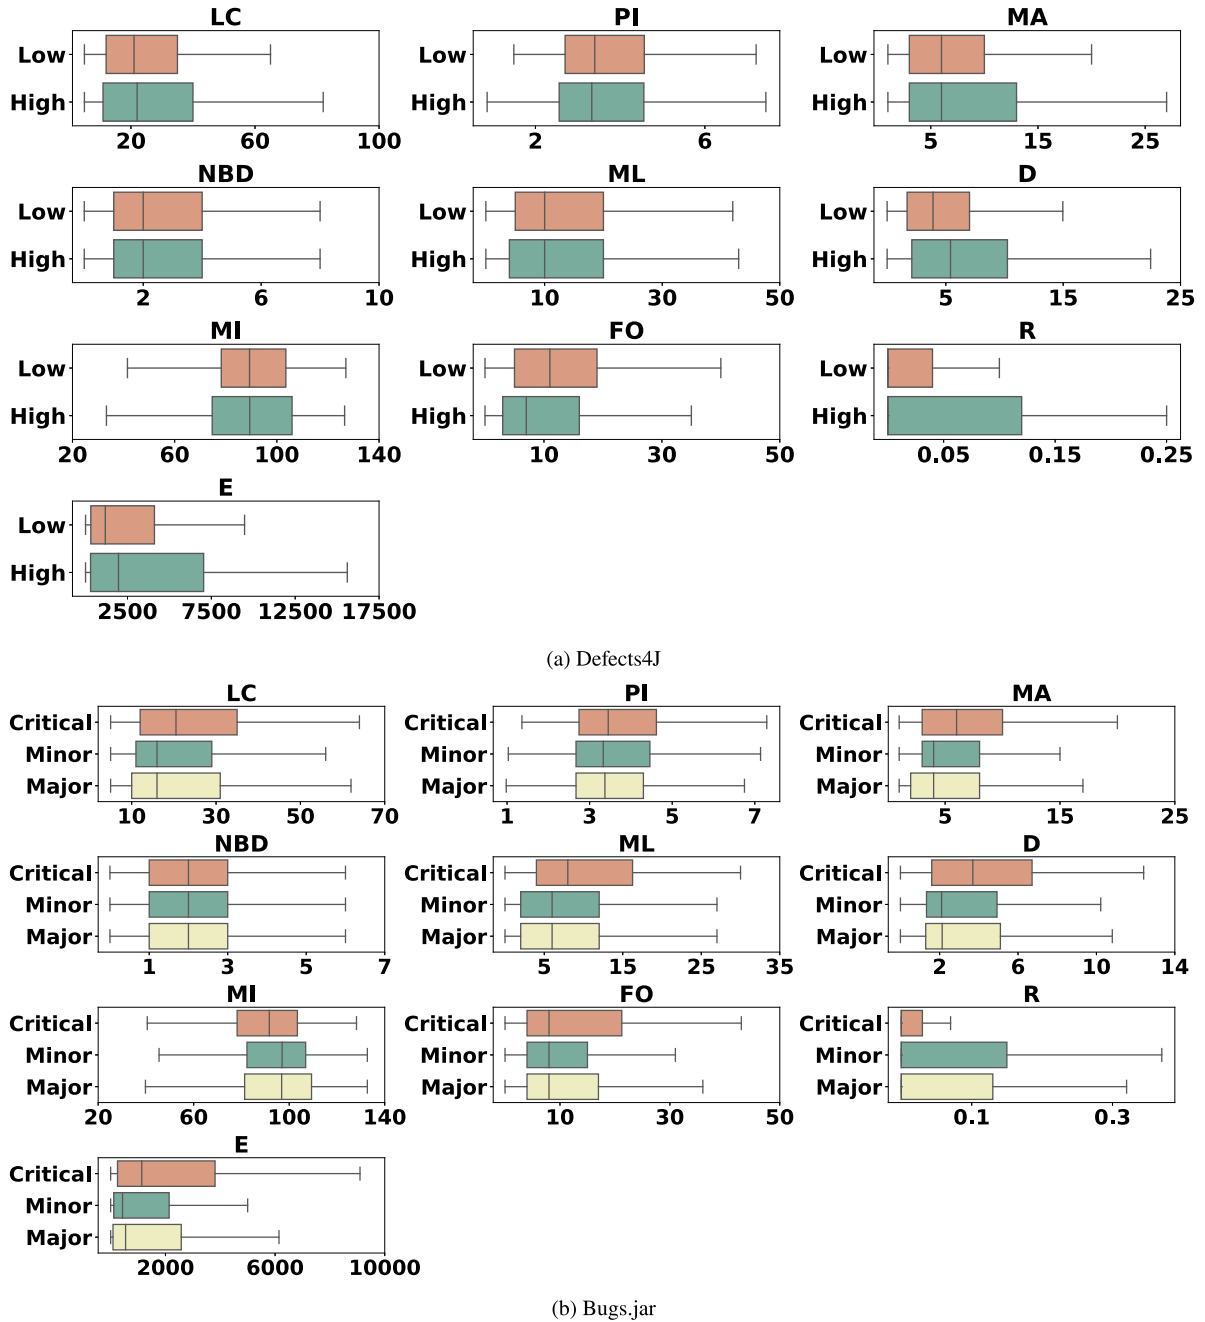 LC PI MA
Low Low Low
High High High
20 60 100 2 6 5 15 25
NBD ML D
Low Low Low
High High High
2 6 10 10 30 50 5 15 25
MI FO R
Low Low Low
High High High
20 60 100 140 10 30 50 0.05 0.15 0.25
E
Low
High
2500 7500 12500 17500
(a) Defects4J
LC PI MA
Critical Critical Critical
Minor Minor Minor
Major Major Major
10 30 50 70 1 3 5 7 5 15 25
NBD ML D
Critical Critical Critical
Minor Minor Minor
Major Major Major
1 3 5 7 5 15 25 35 2 6 10 14
MI FO R
Critical Critical Critical
Minor Minor Minor
Major Major Major
20 60 100 140 10 30 50 0.1 0.3
E
Critical
Minor
Major
2000 6000 10000
(b) Bugs.jar